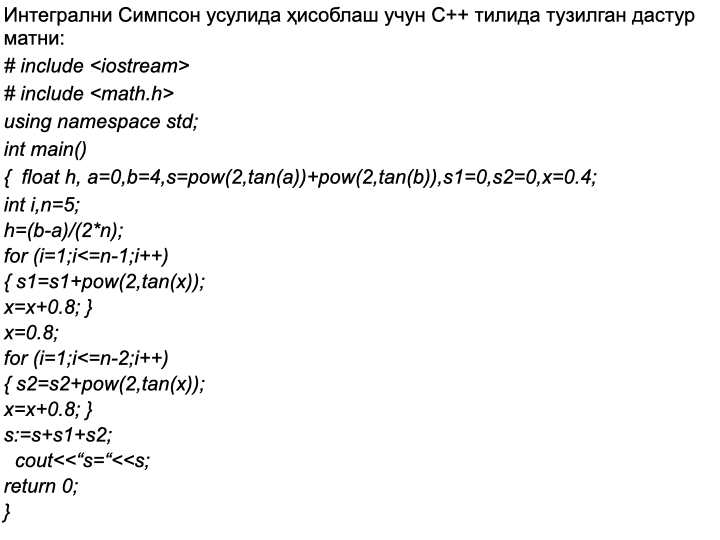 Интегрални Симпсон усулида ҳисоблаш учун C++ тилида тузилган дастур
матни:
# include <iostream>
# include <math.h>
using namespace std;
int main()
{  float h, a=0,b=4,s=pow(2,tan(a))+pow(2,tan(b)),s1=0,s2=0,x=0.4;
int i,n=5;
h=(b-a)/(2*n);
for (i=1;i<=n-1;i++)
{ s1=s1+pow(2,tan(x));
x=x+0.8; }
x=0.8;
for (i=1;i<=n-2;i++)
{ s2=s2+pow(2,tan(x));
x=x+0.8; }
s:=s+s1+s2;
cout<<“s=“<<s;
return 0;
}